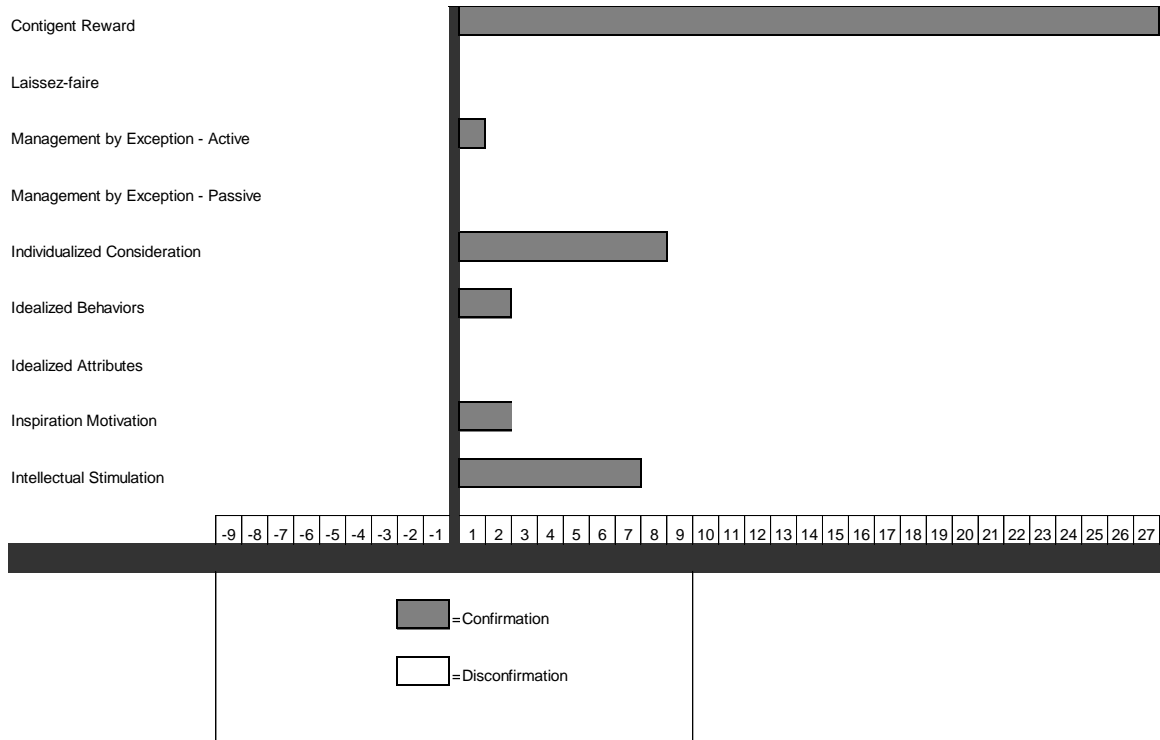 Contigent Reward
Laissez-faire
Management by Exception - Active
Management by Exception - Passive
Individualized Consideration
Idealized Behaviors
Idealized Attributes
Inspiration Motivation
Intellectual Stimulation
-9 -8 -7 -6 -5 -4 -3 -2 -1 1 2 3 4 5 6 7 8 9 10 11 12 13 14 15 16 17 18 19 20 21 22 23 24 25 26 27
=Confirmation
=Disconfirmation